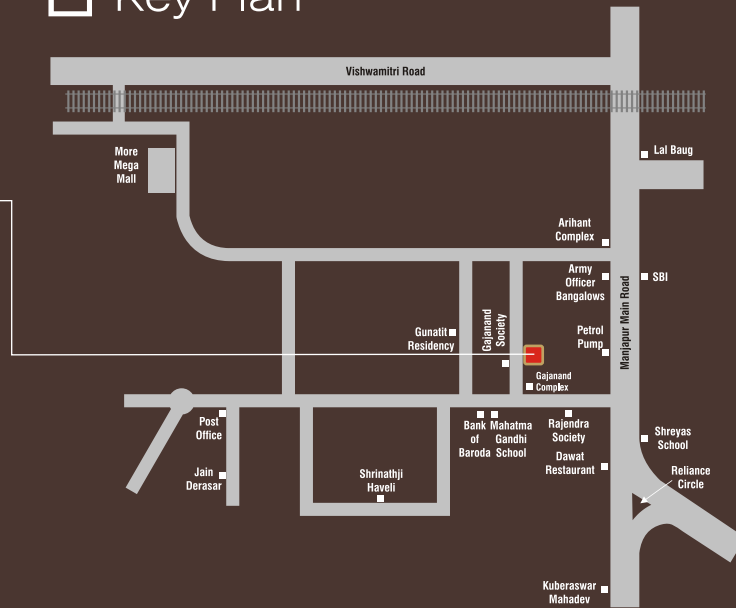 Key Plan
Vishwamitri Road
Lal Baug
More
Mega
Mall
Arihant
Complex
Army
Officer
Bangalows
SBI
Manjapur Main Road
Gajanand
Society
Gunatit
Residency
Petrol
Pump
Gajanand
Complex
Post
Office
Bank
of
Baroda
Mahatma
Gandhi
School
Rajendra
Society
Shreyas
School
Dawat
Restaurant
Jain
Derasar
Shrinathji
Haveli
Reliance
Circle
Kuberaswar
Mahadev